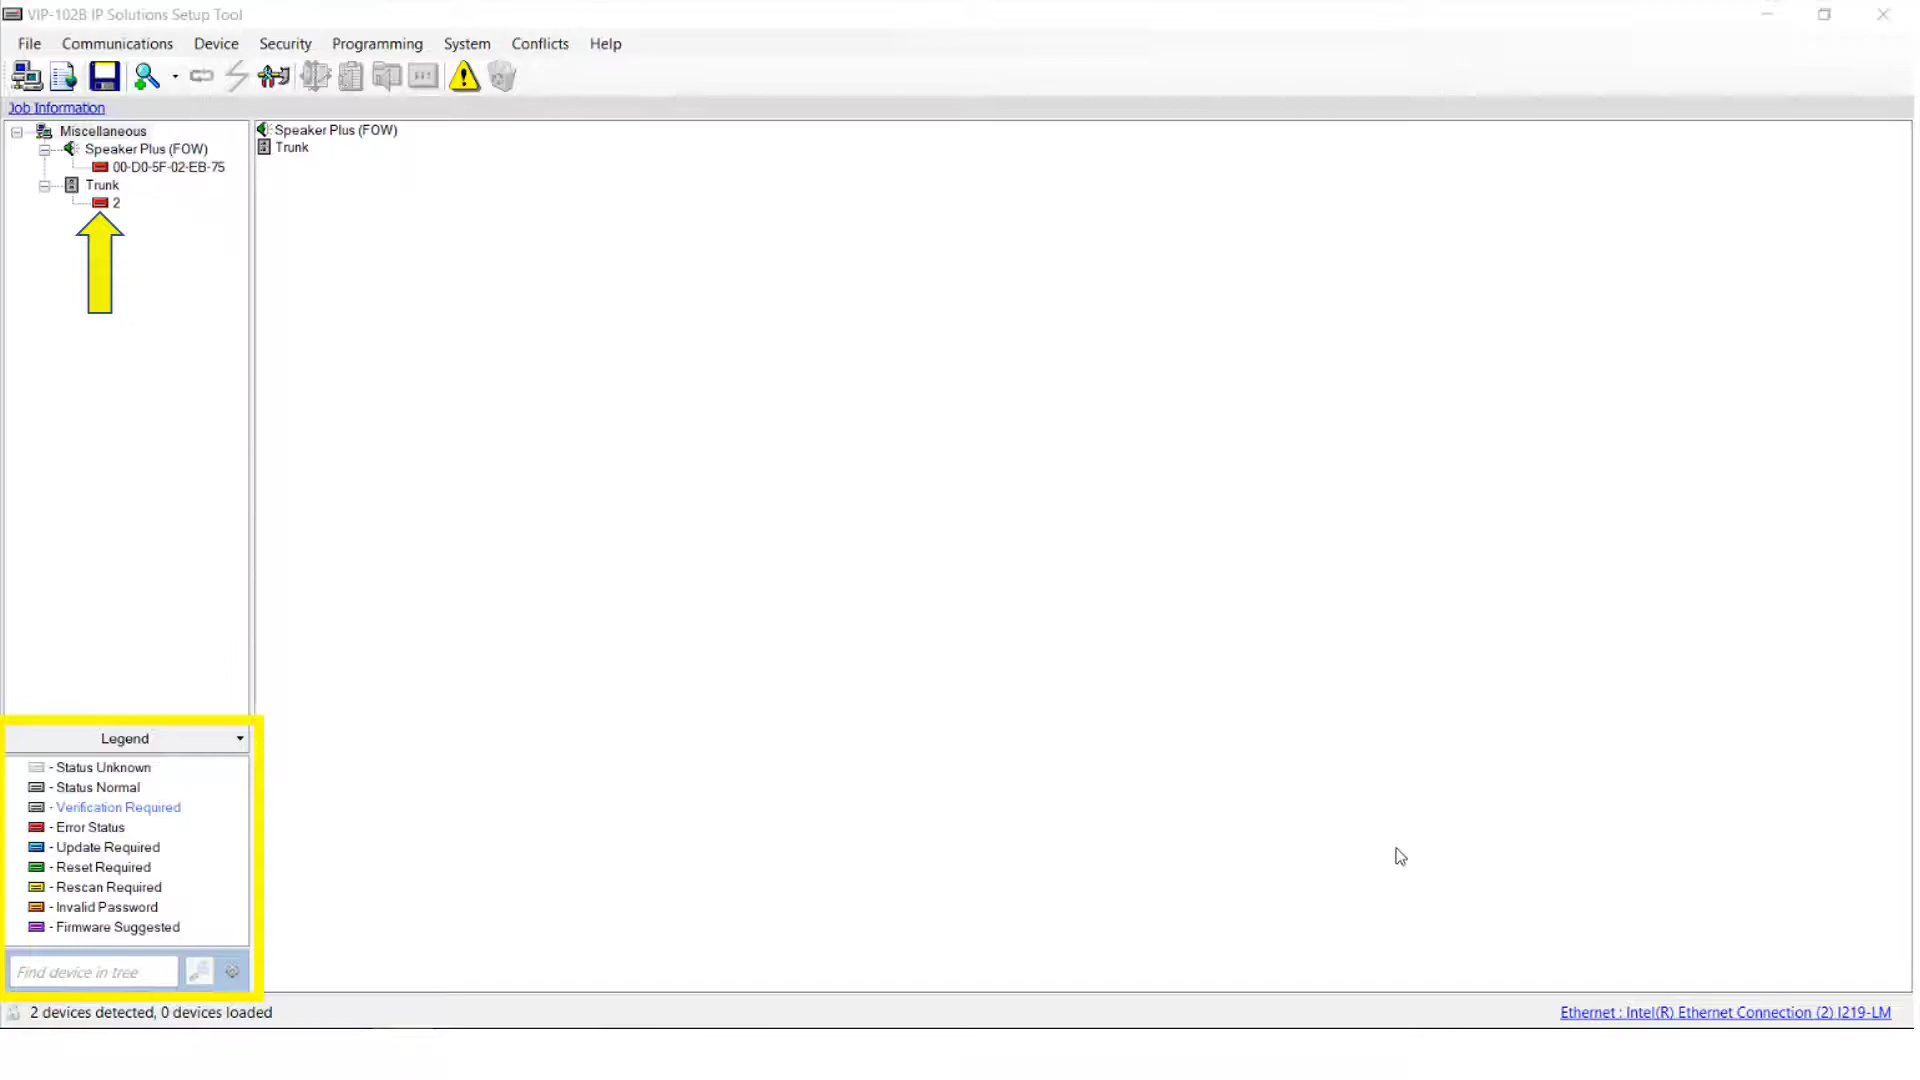 VIP-102B IP Solutions Setup Tool
File Communications Device Security Programming System Conflicts Help
Job Information
Miscellaneous
Speaker Plus (FOW)
00-D0-5F-02-EB-75
Trunk
2
Speaker Plus (FOW)
Trunk
Legend
- Status Unknown
- Status Normal
- Verification Required
- Error Status
- Update Required
- Reset Required
- Rescan Required
- Invalid Password
- Firmware Suggested
Find device in tree
2 devices detected, 0 devices loaded
Ethernet : Intel(R) Ethernet Connection (2) I219-LM